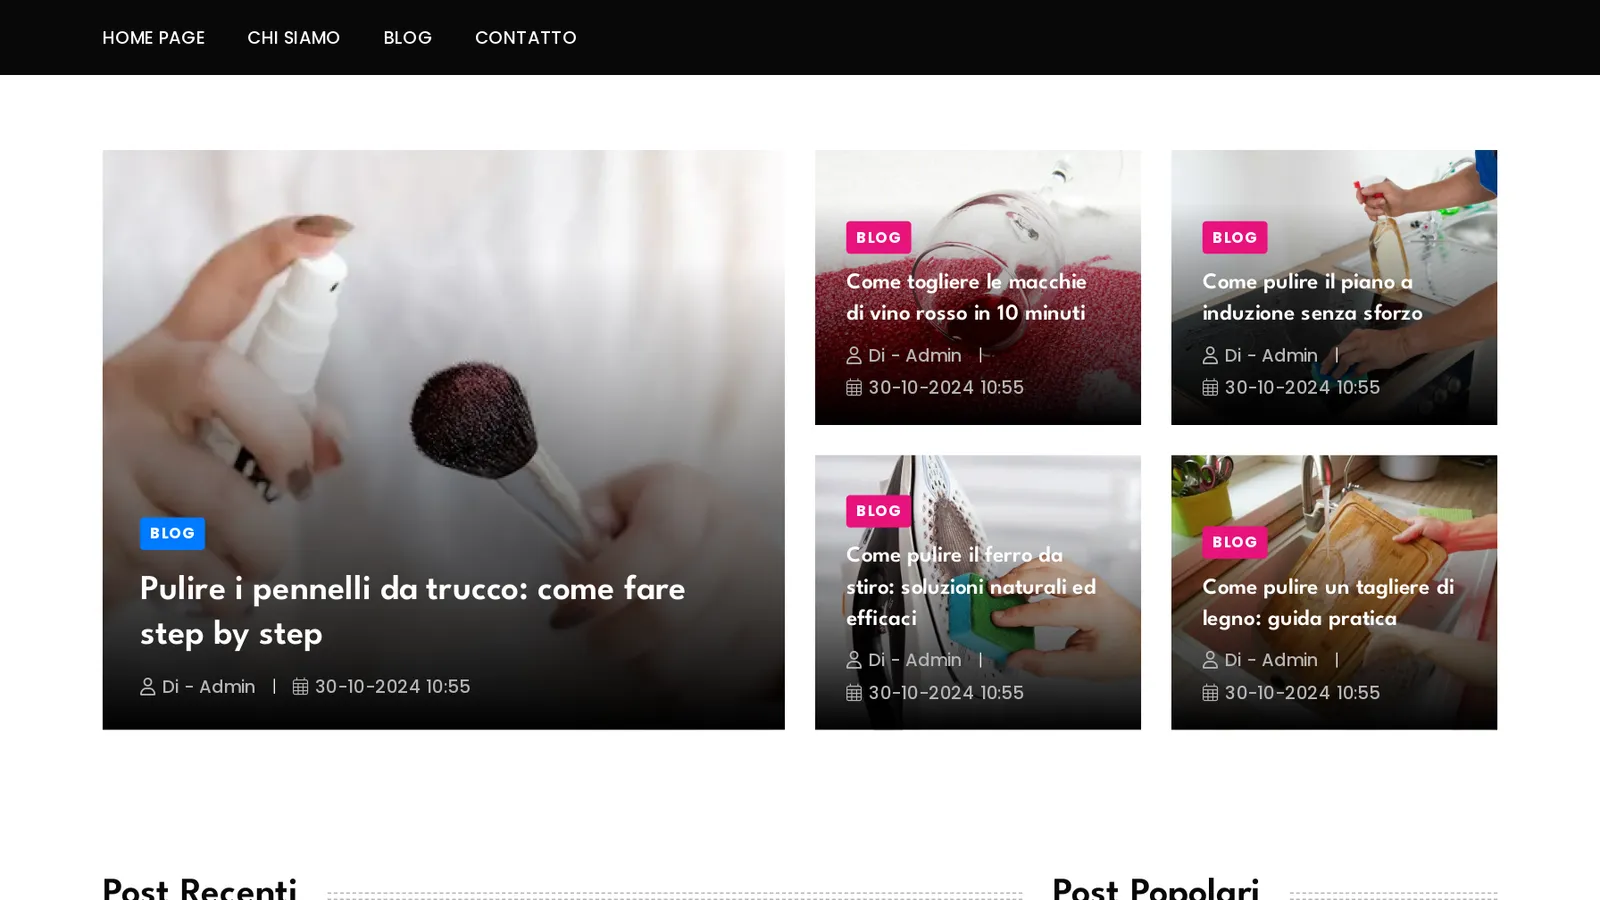 HOME PAGE CHI SIAMO BLOG CONTATTO
BLOG
Pulire i pennelli da trucco: come fare
step by step
Di - Admin | 30-10-2024 10:55
BLOG
Come togliere le macchie
di vino rosso in 10 minuti
Di - Admin |
30-10-2024 10:55
BLOG
Come pulire il piano a
induzione senza sforzo
Di - Admin |
30-10-2024 10:55
BLOG
Come pulire il ferro da
stiro: soluzioni naturali ed
efficaci
Di - Admin |
30-10-2024 10:55
BLOG
Come pulire un tagliere di
legno: guida pratica
Di - Admin |
30-10-2024 10:55
Post Recenti
Post Popolari